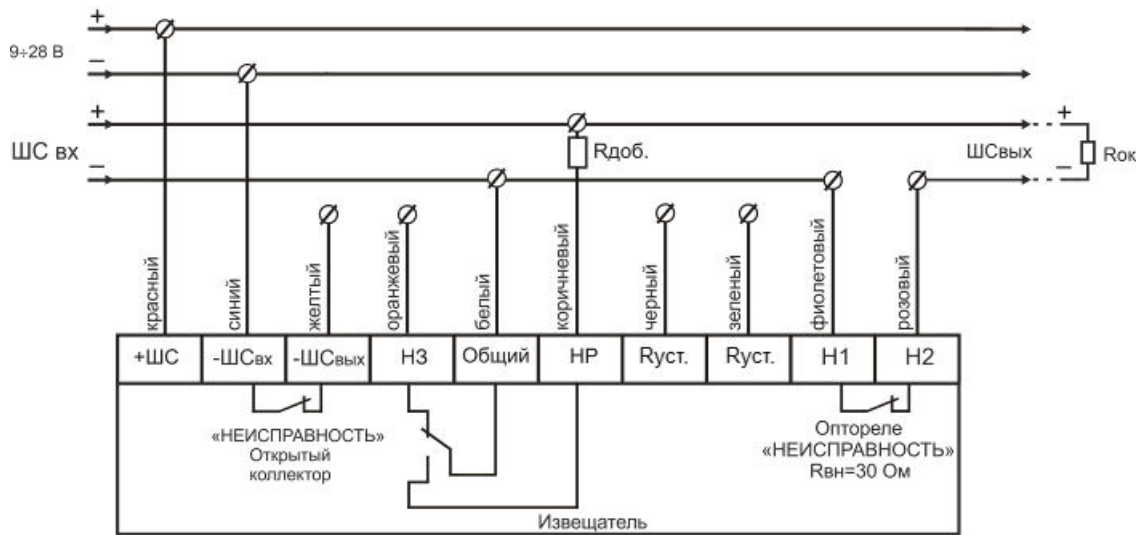 +
9÷28 В
−
+
ШС вх
−
Rдоб.
+
ШСвых
−
Rок
красный
синий
желтый
оранжевый
белый
коричневый
черный
зеленый
фиолетовый
розовый
+ШС
-ШСвх
-ШСвых
НЗ
Общий
НР
Rуст.
Rуст.
Н1
Н2
«НЕИСПРАВНОСТЬ»
Открытый
коллектор
Оптореле
«НЕИСПРАВНОСТЬ»
Rвн=30 Ом
Извещатель